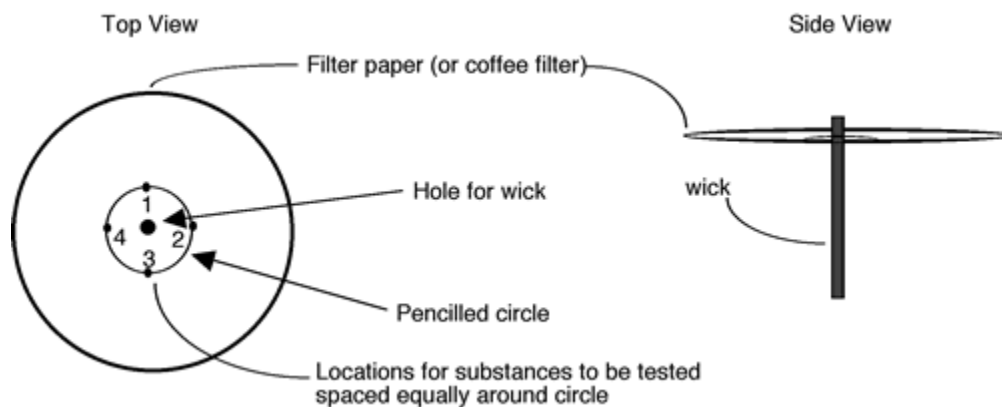 Top View
Side View
Filter paper (or coffee filter)
Hole for wick
wick
1
4
2
3
Pencilled circle
Locations for substances to be tested
spaced equally around circle